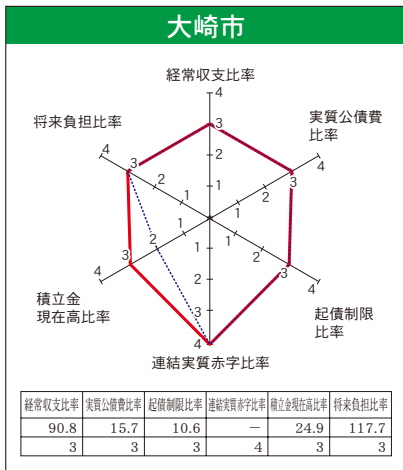 大崎市
経常収支比率
4
3
2
1
実質公債費
比率
4
3
2
1
起債制限
比率
4
3
2
1
連結実質赤字比率
4
3
2
1
積立金
現在高比率
4
3
2
1
将来負担比率
4
3
2
1
経常収支比率 実質公債費比率 起債制限比率 連結実質赤字比率 積立金現在高比率 将来負担比率
90.8 15.7 10.6 － 24.9 117.7
3 3 3 4 3 3